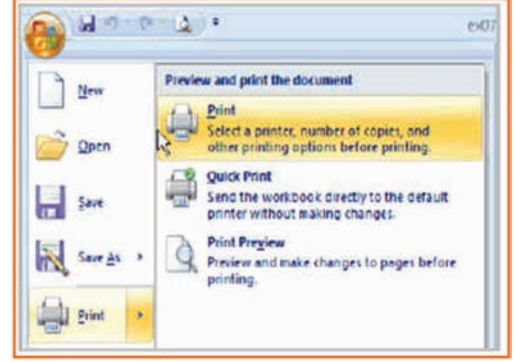 ex07
New
Open
Save
Save As
Print
Preview and print the document
Print
Select a printer, number of copies, and
other printing options before printing.
Quick Print
Send the workbook directly to the default
printer without making changes.
Print Preview
Preview and make changes to pages before
printing.